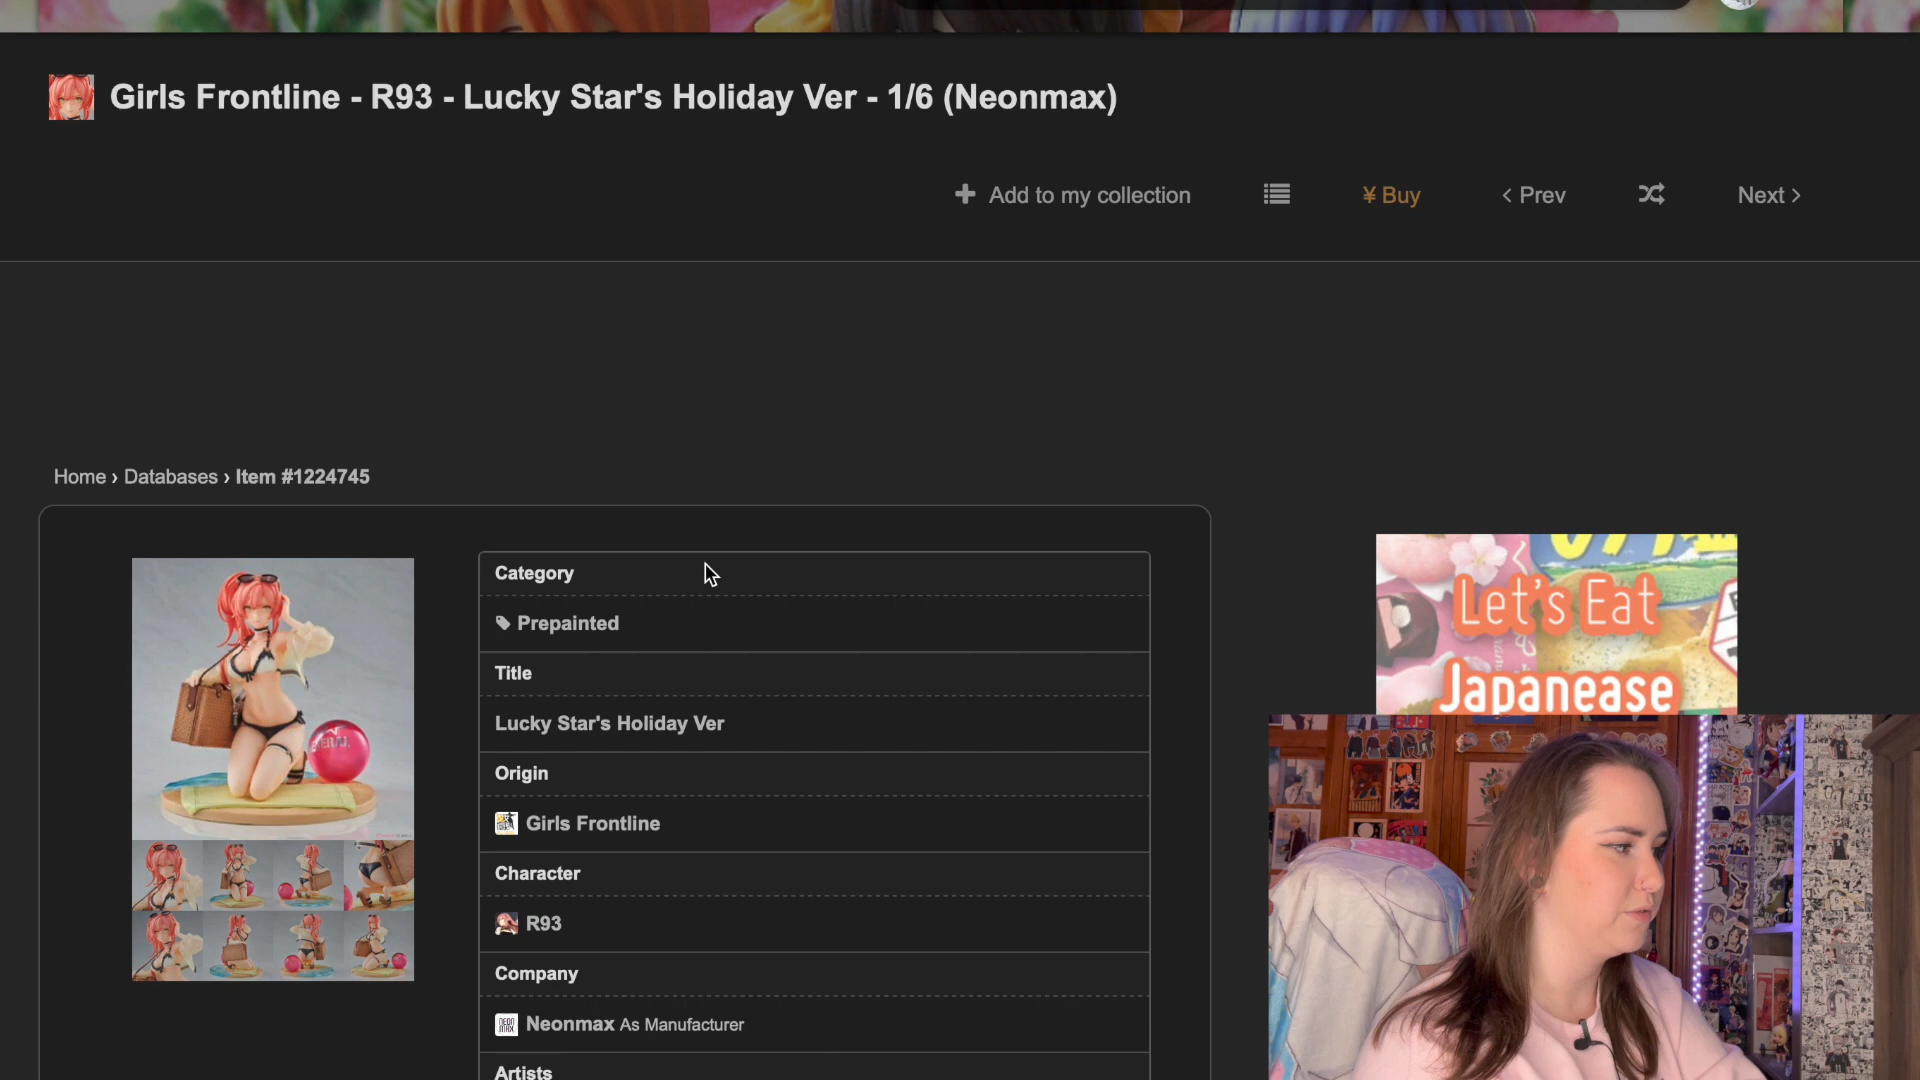 Girls Frontline - R93 - Lucky Star's Holiday Ver - 1/6 (Neonmax)
Add to my collection
¥ Buy
< Prev
Next >
Home › Databases › Item #1224745
Category
Prepainted
Title
Lucky Star's Holiday Ver
Origin
Girls Frontline
Character
R93
Company
NEON MAX
Neonmax As Manufacturer
Artists
Let's Eat
Japanease